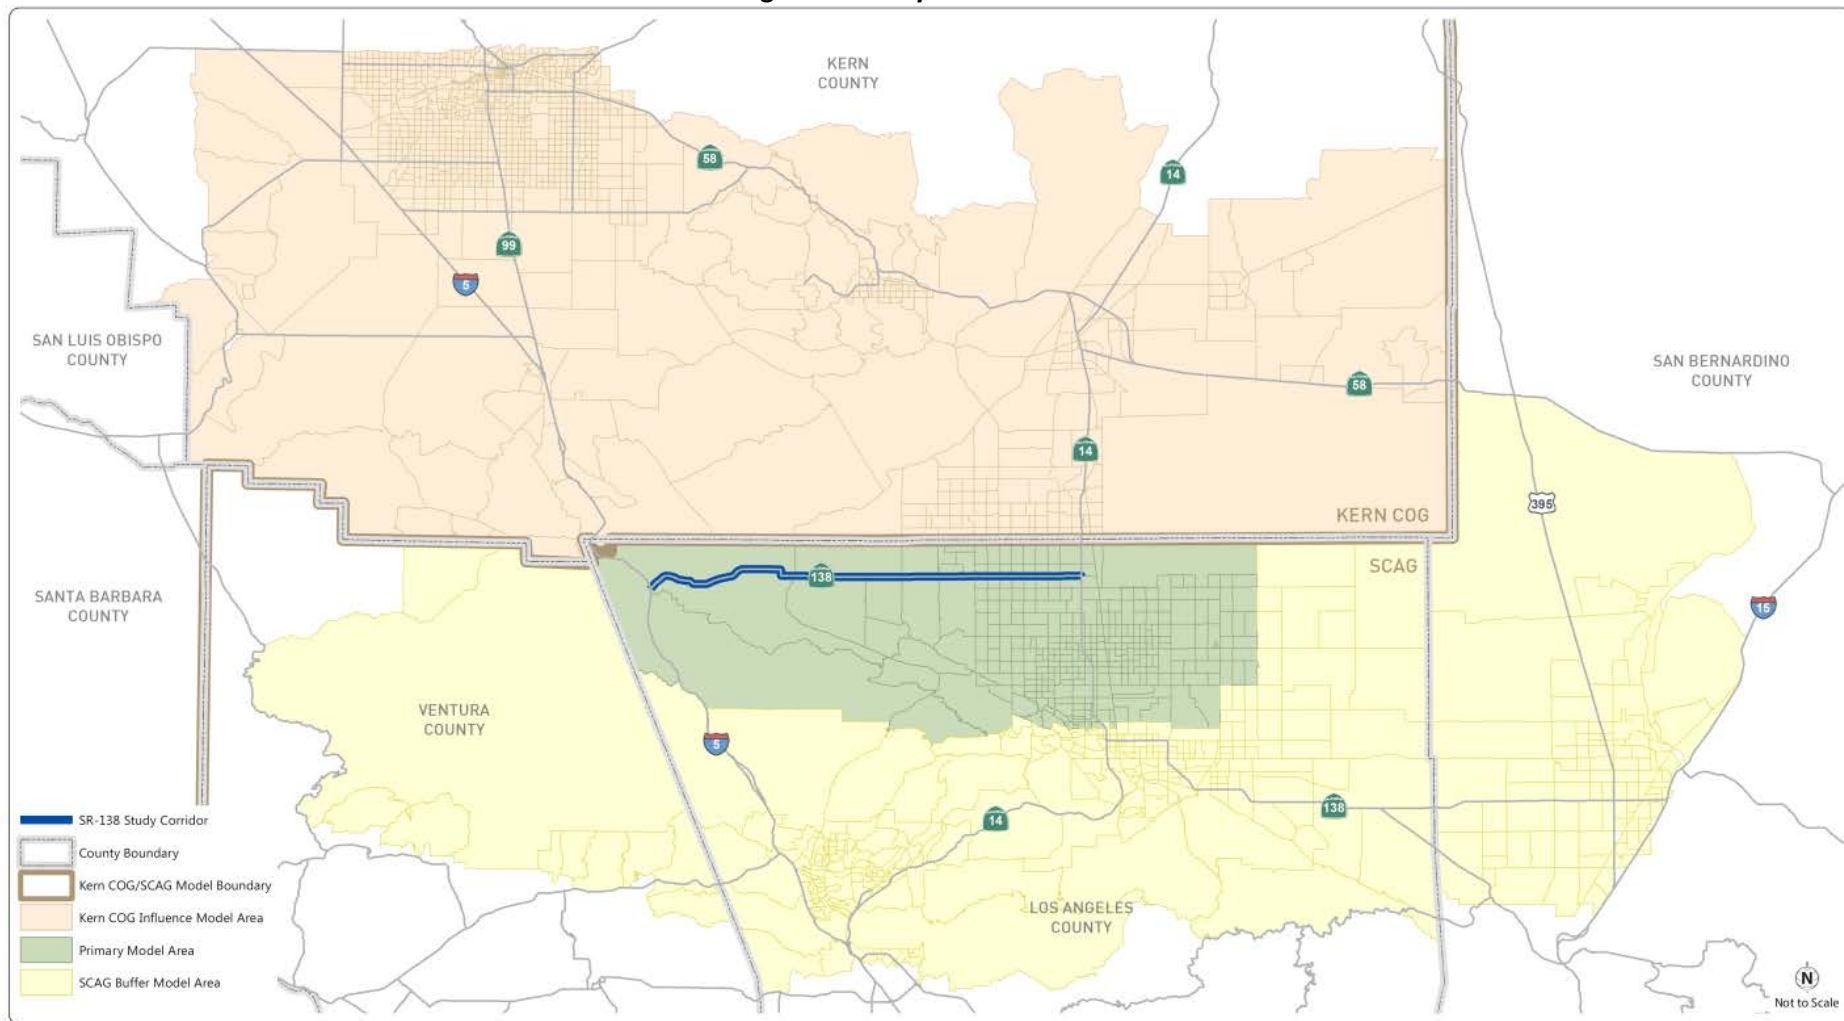 KERN
COUNTY
58
14
99
5
SAN LUIS OBISPO
COUNTY
SAN BERNARDINO
COUNTY
58
14
395
KERN COG
SCAG
138
SANTA BARBARA
COUNTY
15
VENTURA
COUNTY
5
138
14
LOS ANGELES
COUNTY
SR-138 Study Corridor
County Boundary
Kern COG/SCAG Model Boundary
Kern COG Influence Model Area
Primary Model Area
SCAG Buffer Model Area
N
Not to Scale